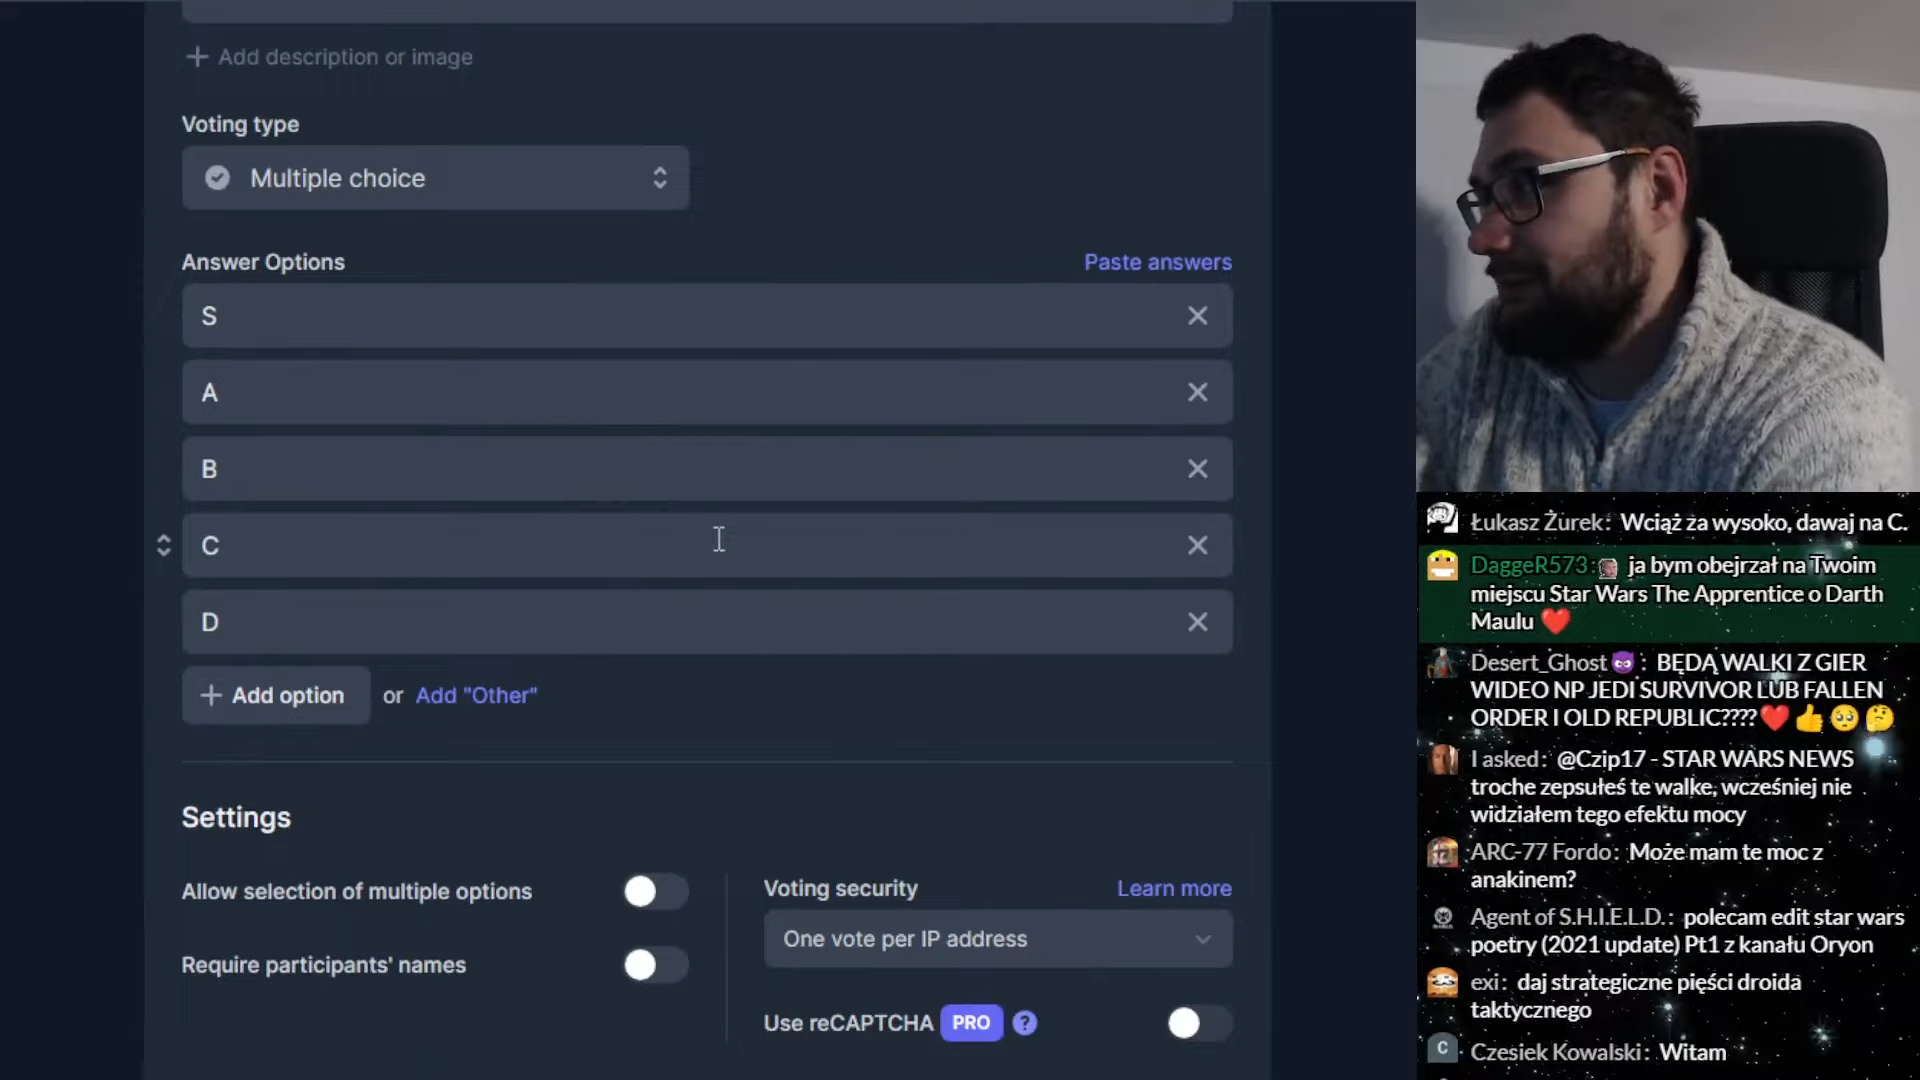 Add description or image
Voting type
Multiple choice
Answer Options
Paste answers
S
A
B
C
D
Add option or Add "Other"
Settings
Allow selection of multiple options
Require participants' names
Voting security
Learn more
One vote per IP address
Use reCAPTCHA PRO ?
Łukasz Żurek: Wciąż za wysoko, dawaj na C.
DaggeR573: ja bym obejrzał na Twoim
miejscu Star Wars The Apprentice o Darth
Maulu ❤️
Desert_Ghost😈: BĘDĄ WALKI Z GIER
WIDEO NP JEDI SURVIVOR LUB FALLEN
ORDER I OLD REPUBLIC????❤️👍🥺🤔
I asked: @Czip17 - STAR WARS NEWS
troche zepsułeś te walke, wcześniej nie
widziałem tego efektu mocy
ARC-77 Fordo: Może mam te moc z
anakinem?
Agent of S.H.I.E.L.D.: polecam edit star wars
poetry (2021 update) Pt1 z kanału Oryon
exi: daj strategiczne pięści droida
taktycznego
C Czesiek Kowalski: Witam